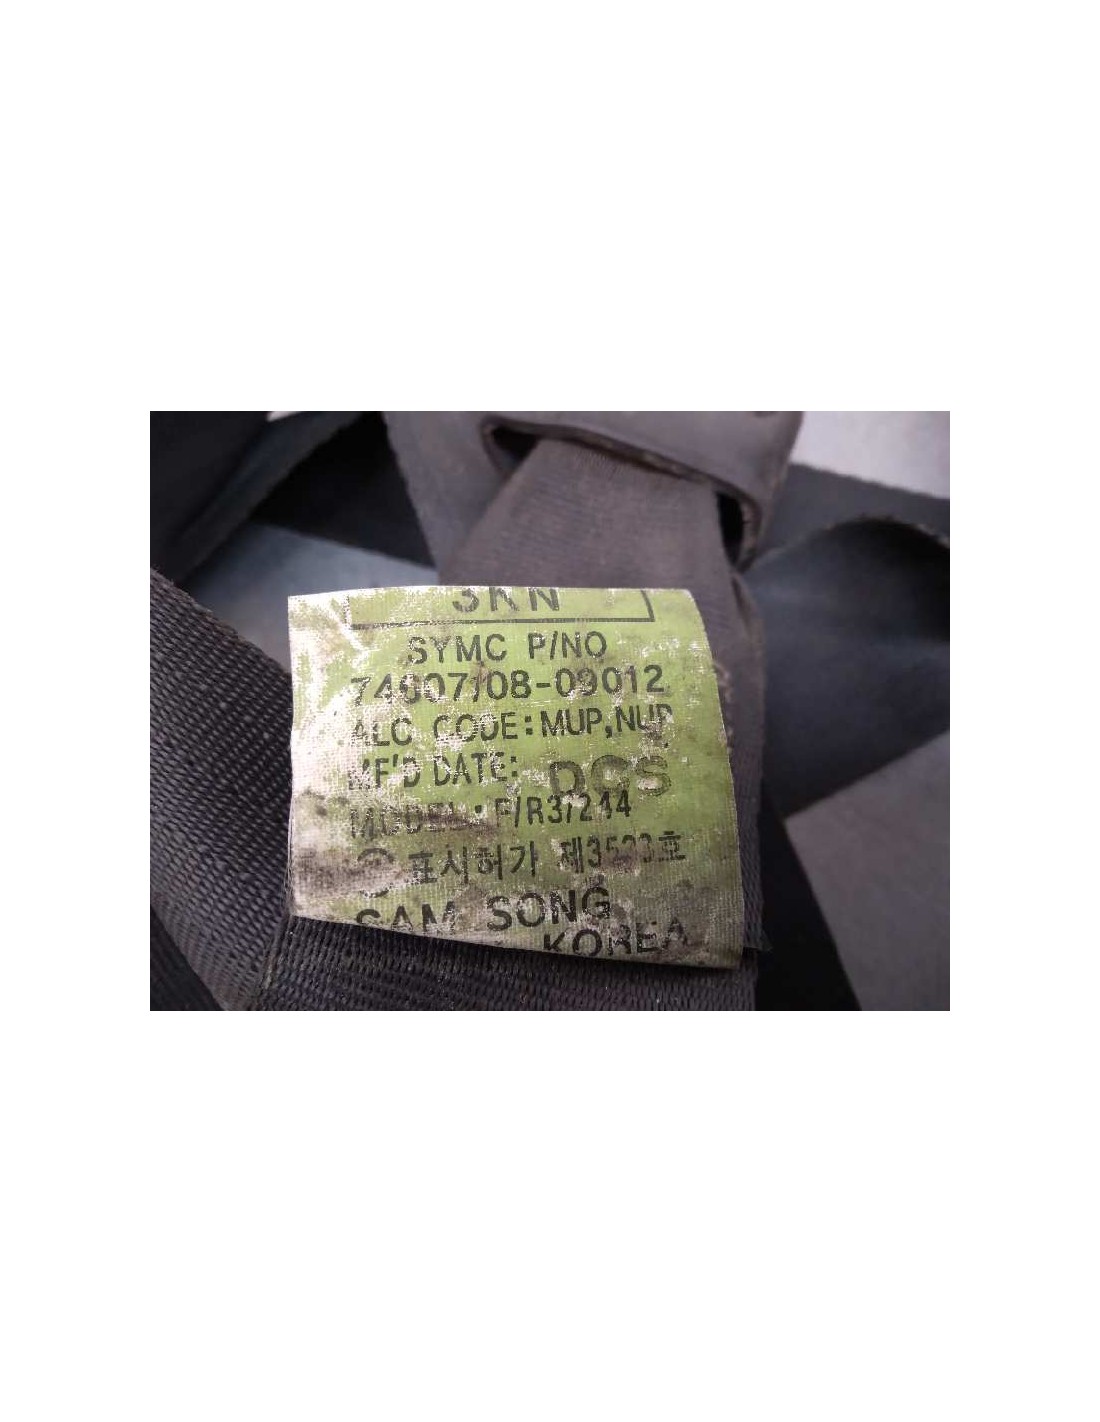 3KN
SYMC P/NO
74607/08-09012
ALC CODE:MUP,NUP
MF'D DATE: DCS
MODEL: F/R3/244
표시허가 제3523호
SAM SONG
KOREA